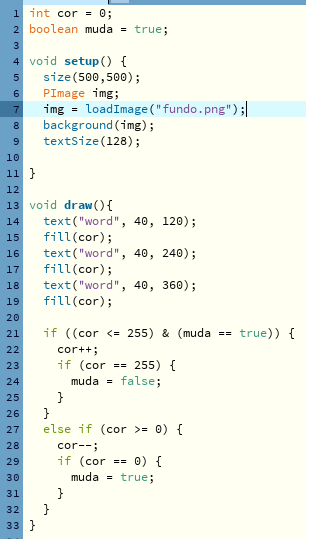 1 int cor = 0;
2 boolean muda = true;
3
4 void setup() {
5   size(500,500);
6   PImage img;
7   img = loadImage("fundo.png");
8   background(img);
9   textSize(128);
10
11 }
12
13 void draw(){
14   text("word", 40, 120);
15   fill(cor);
16   text("word", 40, 240);
17   fill(cor);
18   text("word", 40, 360);
19   fill(cor);
20
21   if ((cor <= 255) & (muda == true)) {
22     cor++;
23     if (cor == 255) {
24       muda = false;
25     }
26   }
27   else if (cor >= 0) {
28     cor--;
29     if (cor == 0) {
30       muda = true;
31     }
32   }
33 }